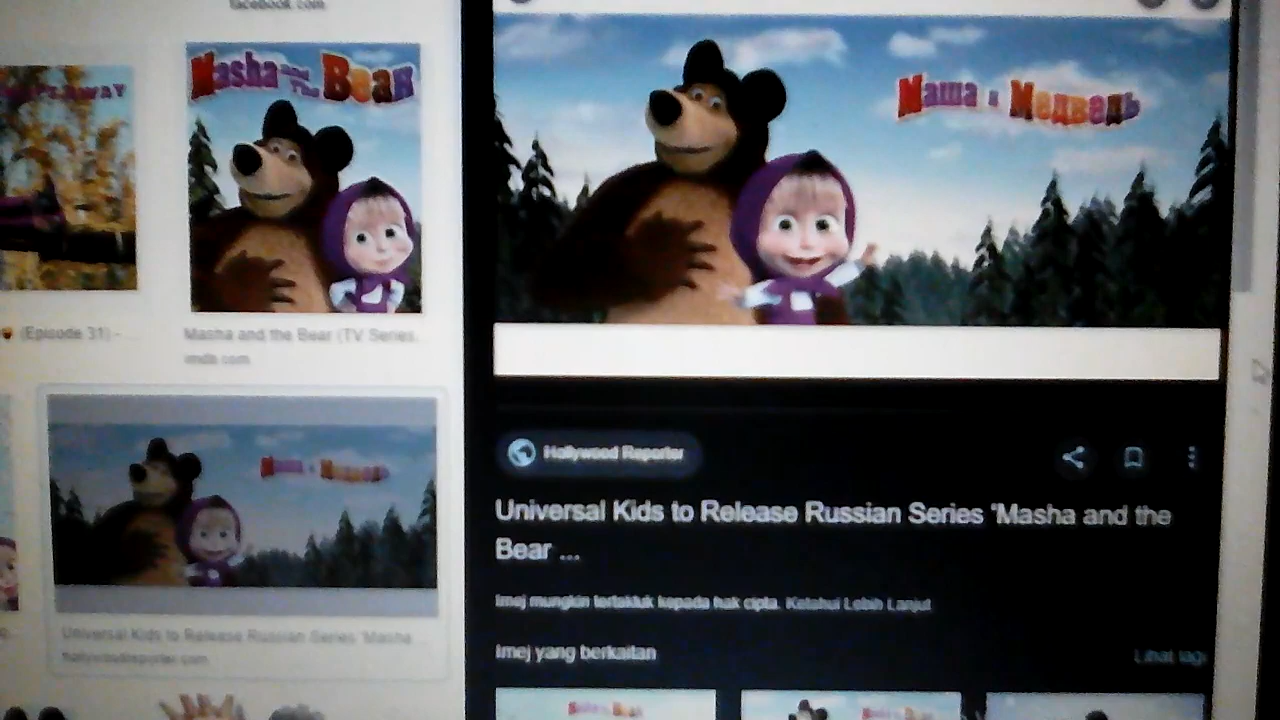 facebook.com
Masha and The Bear
(Episode 31) -
Masha and the Bear (TV Series.
imdb.com
Маша и Медведь
Universal Kids to Release Russian Series 'Masha
hollywoodreporter.com
Маша и Медведь
Hollywood Reporter
Universal Kids to Release Russian Series 'Masha and the
Bear ...
Imej mungkin tertakluk kepada hak cipta. Ketahui Lebih Lanjut
Imej yang berkaitan
Lihat lagi